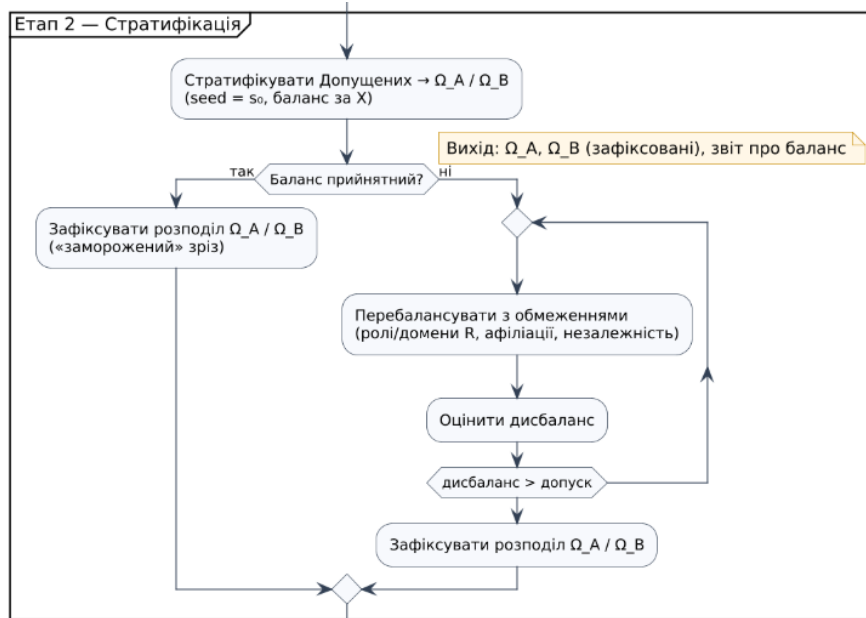 Етап 2 — Стратифікація
Стратифікувати Допущених → Ω_A / Ω_B
(seed = s₀, баланс за X)
Вихід: Ω_A, Ω_B (зафіксовані), звіт про баланс
так
Баланс прийнятний?
ні
Зафіксувати розподіл Ω_A / Ω_B
(«заморожений» зріз)
Перебалансувати з обмеженнями
(ролі/домени R, афіліації, незалежність)
Оцінити дисбаланс
дисбаланс > допуск
Зафіксувати розподіл Ω_A / Ω_B